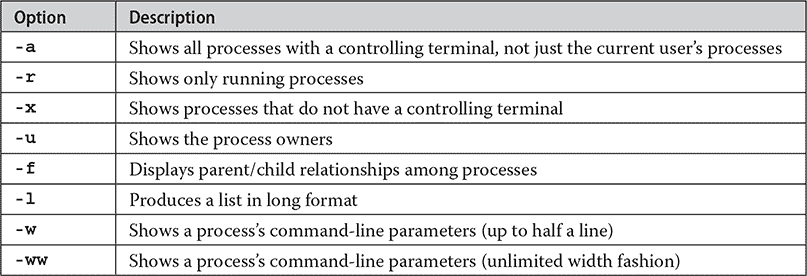 Option Description
-a Shows all processes with a controlling terminal, not just the current user's processes
-r Shows only running processes
-x Shows processes that do not have a controlling terminal
-u Shows the process owners
-f Displays parent/child relationships among processes
-l Produces a list in long format
-w Shows a process's command-line parameters (up to half a line)
-ww Shows a process's command-line parameters (unlimited width fashion)